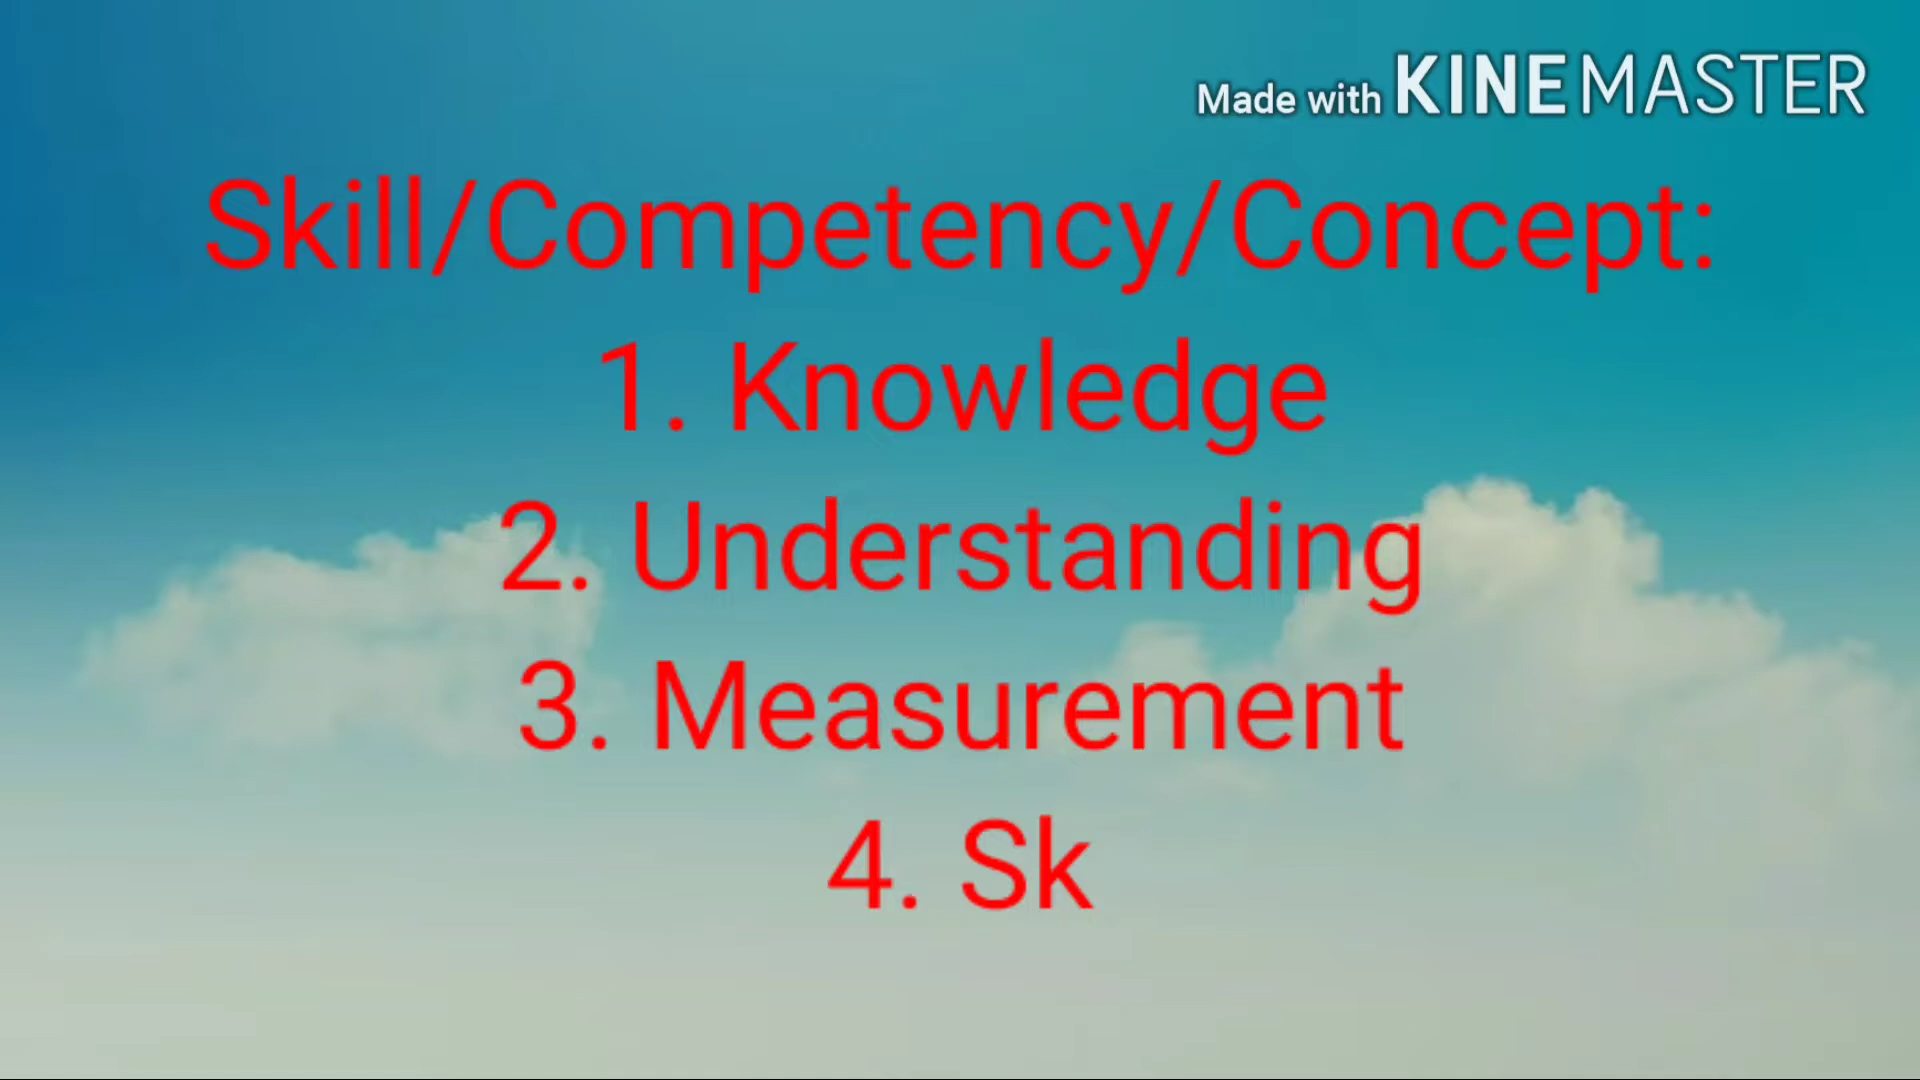 Made with KINEMASTER
Skill/Competency/Concept:
1. Knowledge
2. Understanding
3. Measurement
4. Sk